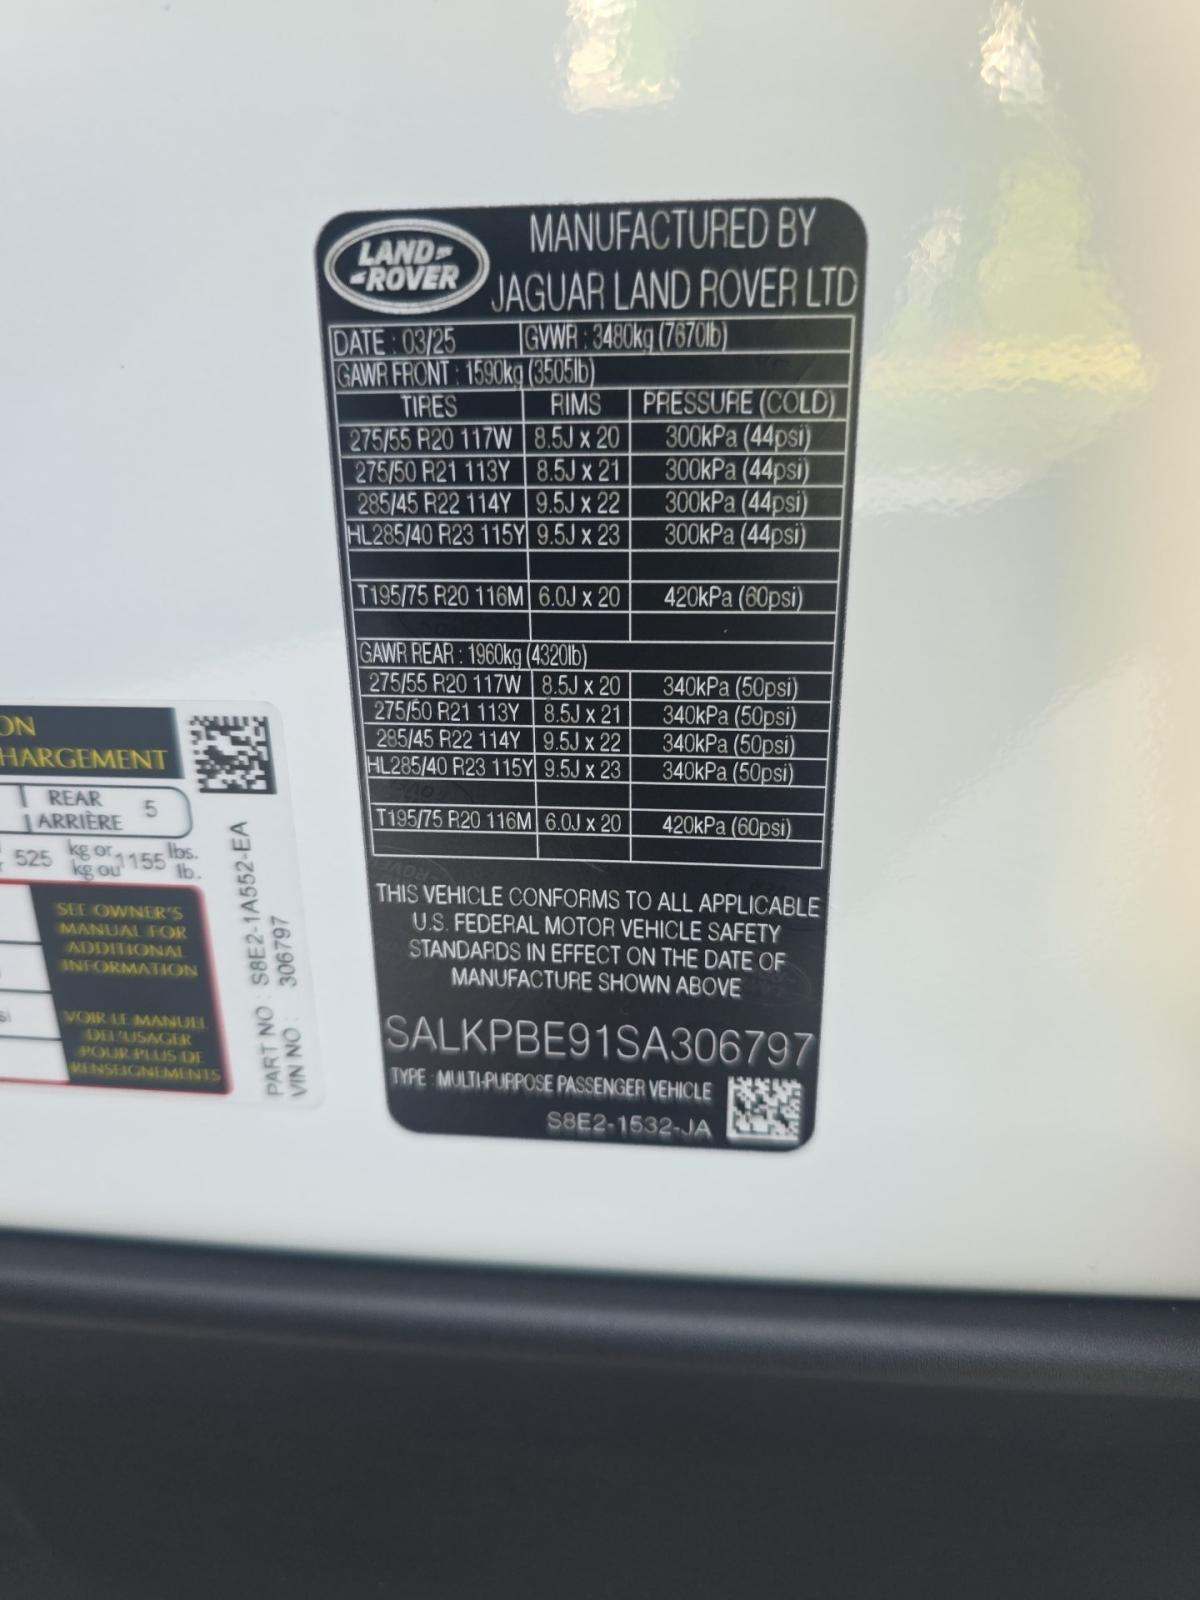 LAND ROVER
MANUFACTURED BY
JAGUAR LAND ROVER LTD
DATE : 03/25 GVWR : 3480kg (7670lb)
GAWR FRONT : 1590kg (3505lb)
TIRES RIMS PRESSURE (COLD)
275/55 R20 117W 8.5J x 20 300kPa (44psi)
275/50 R21 113Y 8.5J x 21 300kPa (44psi)
285/45 R22 114Y 9.5J x 22 300kPa (44psi)
HL285/40 R23 115Y 9.5J x 23 300kPa (44psi)
T195/75 R20 116M 6.0J x 20 420kPa (60psi)
GAWR REAR : 1960kg (4320lb)
275/55 R20 117W 8.5J x 20 340kPa (50psi)
275/50 R21 113Y 8.5J x 21 340kPa (50psi)
285/45 R22 114Y 9.5J x 22 340kPa (50psi)
HL285/40 R23 115Y 9.5J x 23 340kPa (50psi)
T195/75 R20 116M 6.0J x 20 420kPa (60psi)
THIS VEHICLE CONFORMS TO ALL APPLICABLE
U.S. FEDERAL MOTOR VEHICLE SAFETY
STANDARDS IN EFFECT ON THE DATE OF
MANUFACTURE SHOWN ABOVE
SALKPBE91SA306797
TYPE : MULTI-PURPOSE PASSENGER VEHICLE
S8E2-1532-JA
ON
HARGEMENT
REAR
ARRIÈRE 5
525 kg or 1155 lbs.
kg ou lb.
SEE OWNER'S
MANUAL FOR
ADDITIONAL
INFORMATION
VOIR LE MANUEL
DE L'USAGER
POUR PLUS DE
RENSEIGNEMENTS
PART NO : S8E2-1A552-EA
VIN NO : 306797